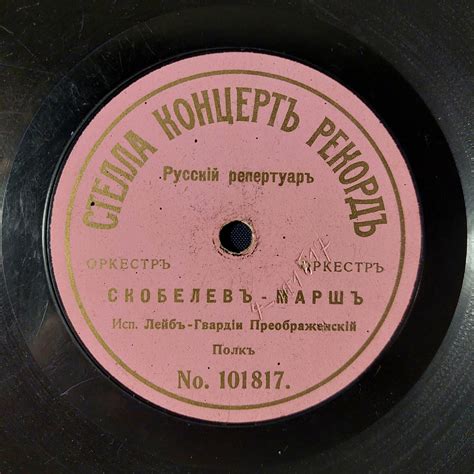 СТЕЛЛА КОНЦЕРТЪ РЕКОРДЪ
Русскій репертуаръ
ОРКЕСТРЪ ОРКЕСТРЪ
СКОБЕЛЕВЪ - МАРШЪ
Исп. Лейбъ-Гвардіи Преображенскій
Полкъ
No. 101817.